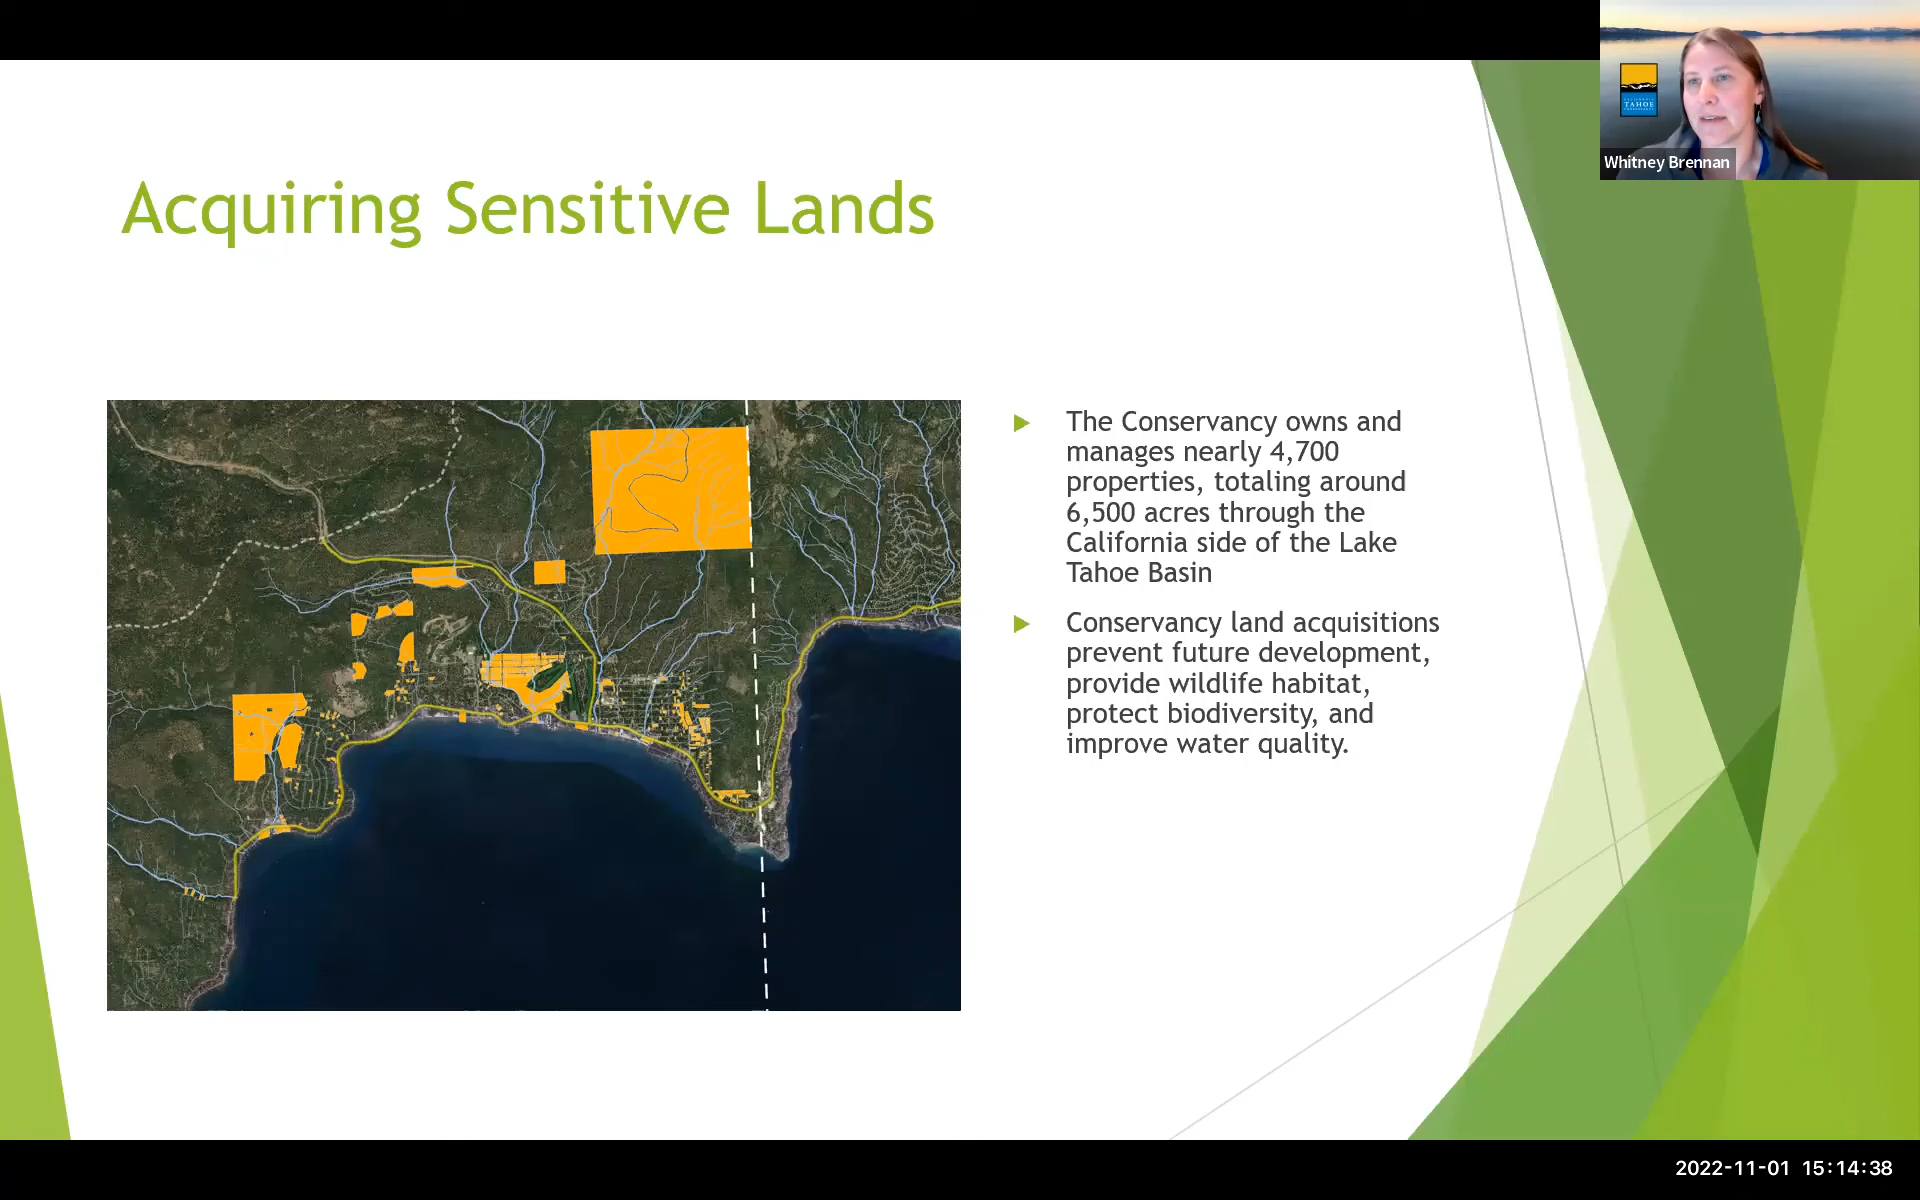 TAHOE
Whitney Brennan
Acquiring Sensitive Lands
The Conservancy owns and
manages nearly 4,700
properties, totaling around
6,500 acres through the
California side of the Lake
Tahoe Basin
Conservancy land acquisitions
prevent future development,
provide wildlife habitat,
protect biodiversity, and
improve water quality.
2022-11-01 15:14:38